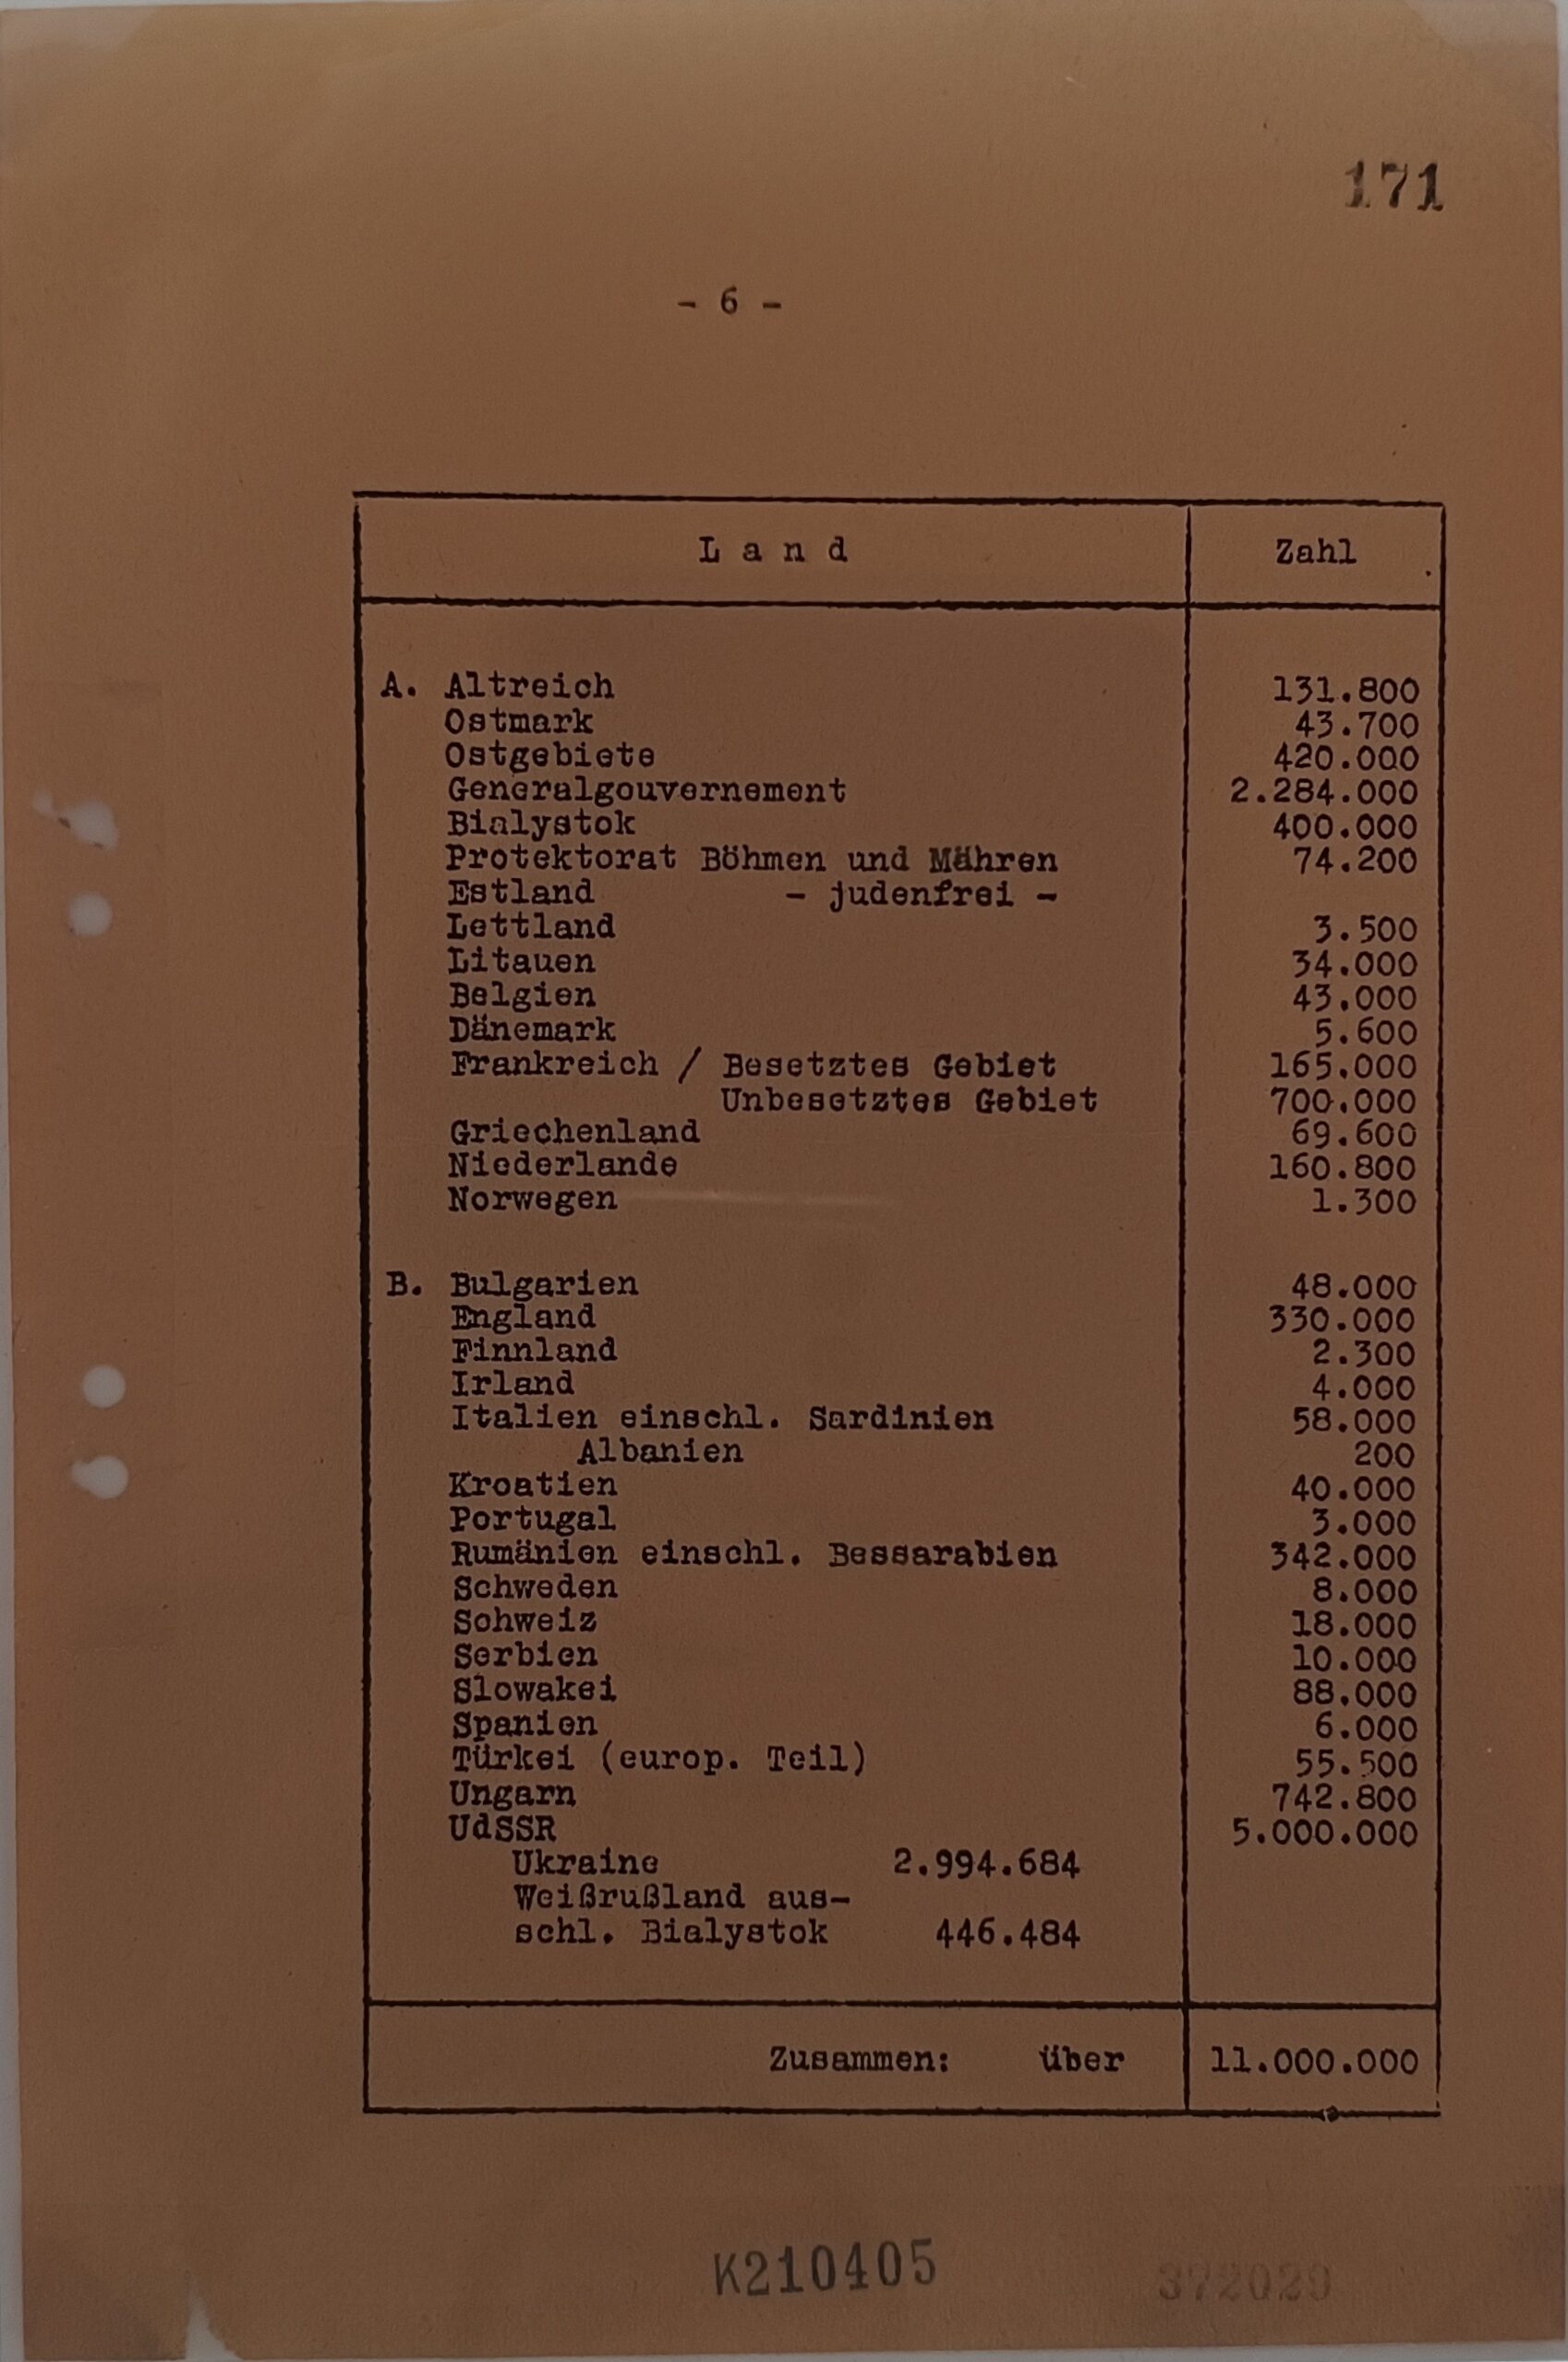 171
- 6 -
Land Zahl
A. Altreich 131.800
Ostmark 43.700
Ostgebiete 420.000
Generalgouvernement 2.284.000
Bialystok 400.000
Protektorat Böhmen und Mähren 74.200
Estland - judenfrei -
Lettland 3.500
Litauen 34.000
Belgien 43.000
Dänemark 5.600
Frankreich / Besetztes Gebiet 165.000
Unbesetztes Gebiet 700.000
Griechenland 69.600
Niederlande 160.800
Norwegen 1.300
B. Bulgarien 48.000
England 330.000
Finnland 2.300
Irland 4.000
Italien einschl. Sardinien 58.000
Albanien 200
Kroatien 40.000
Portugal 3.000
Rumänien einschl. Bessarabien 342.000
Schweden 8.000
Schweiz 18.000
Serbien 10.000
Slowakei 88.000
Spanien 6.000
Türkei (europ. Teil) 55.500
Ungarn 742.800
UdSSR 5.000.000
Ukraine 2.994.684
Weißrußland aus-
schl. Bialystok 446.484
Zusammen: über 11.000.000
K210405
372029